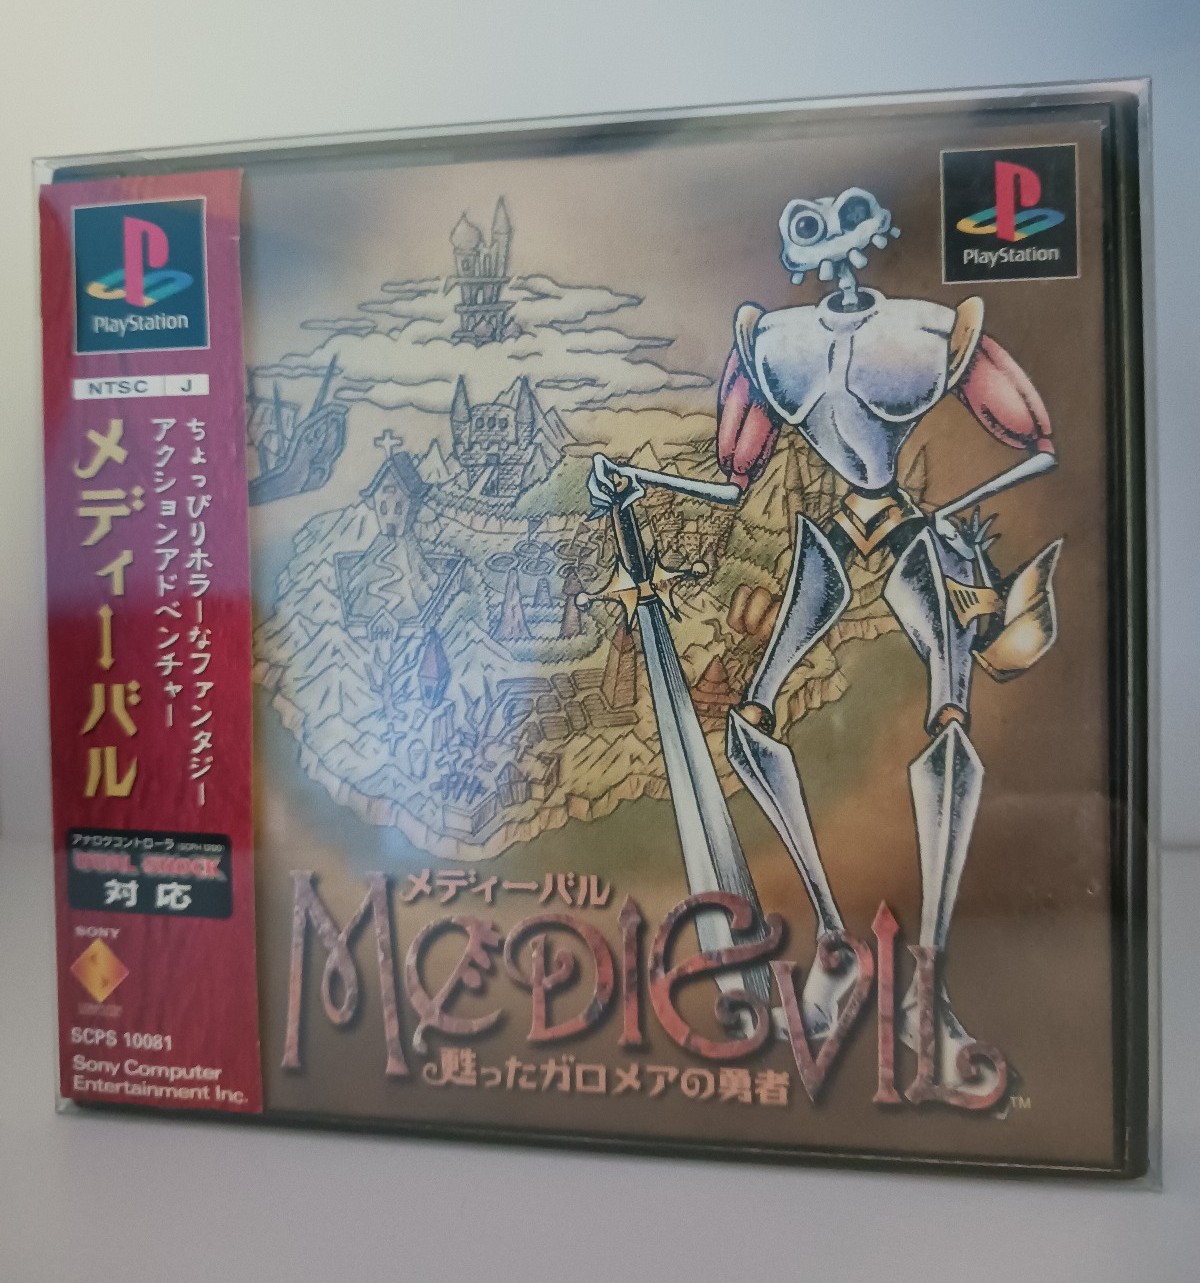 PlayStation
NTSC J
ちょっぴりホラーなファンタジー
アクションアドベンチャー
メディーバル
アナログコントローラ
DUAL SHOCK
対応
SONY
SCPS 10081
Sony Computer
Entertainment Inc.
PlayStation
メディーバル
MEDIEVIL
甦ったガロメアの勇者
TM